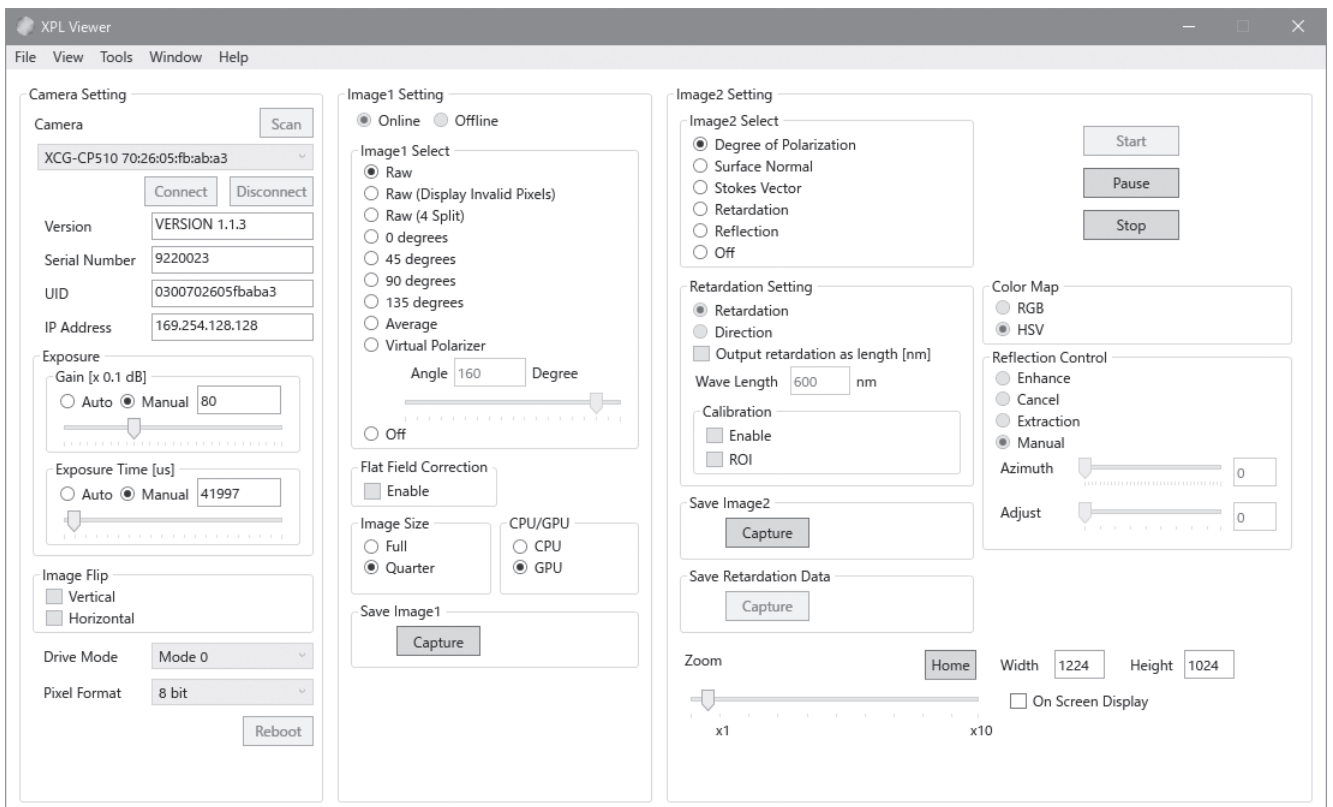 XPL Viewer
File View Tools Window Help
Camera Setting
Camera
Scan
XCG-CP510 70:26:05:fb:ab:a3
Connect Disconnect
Version VERSION 1.1.3
Serial Number 9220023
UID 0300702605fbaba3
IP Address 169.254.128.128
Exposure
Gain [x 0.1 dB]
Auto Manual 80
Exposure Time [us]
Auto Manual 41997
Image Flip
Vertical
Horizontal
Drive Mode Mode 0
Pixel Format 8 bit
Reboot
Image1 Setting
Online Offline
Image1 Select
Raw
Raw (Display Invalid Pixels)
Raw (4 Split)
0 degrees
45 degrees
90 degrees
135 degrees
Average
Virtual Polarizer
Angle 160 Degree
Off
Flat Field Correction
Enable
Image Size
Full
Quarter
CPU/GPU
CPU
GPU
Save Image1
Capture
Image2 Setting
Image2 Select
Degree of Polarization
Surface Normal
Stokes Vector
Retardation
Reflection
Off
Start
Pause
Stop
Retardation Setting
Retardation
Direction
Output retardation as length [nm]
Wave Length 600 nm
Calibration
Enable
ROI
Color Map
RGB
HSV
Reflection Control
Enhance
Cancel
Extraction
Manual
Azimuth 0
Adjust 0
Save Image2
Capture
Save Retardation Data
Capture
Zoom Home Width 1224 Height 1024
On Screen Display
x1 x10